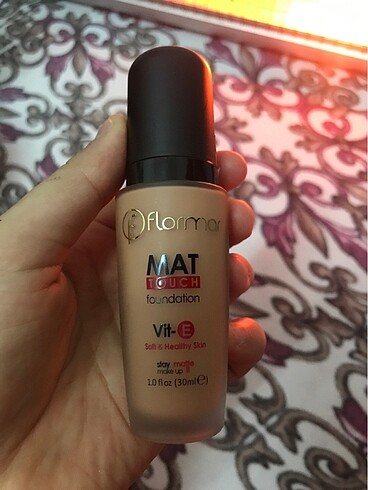 flormar
MAT
TOUCH
foundation
Vit-E
Soft & Healthy Skin
stay matte
make up
1.0 fl oz (30ml℮)